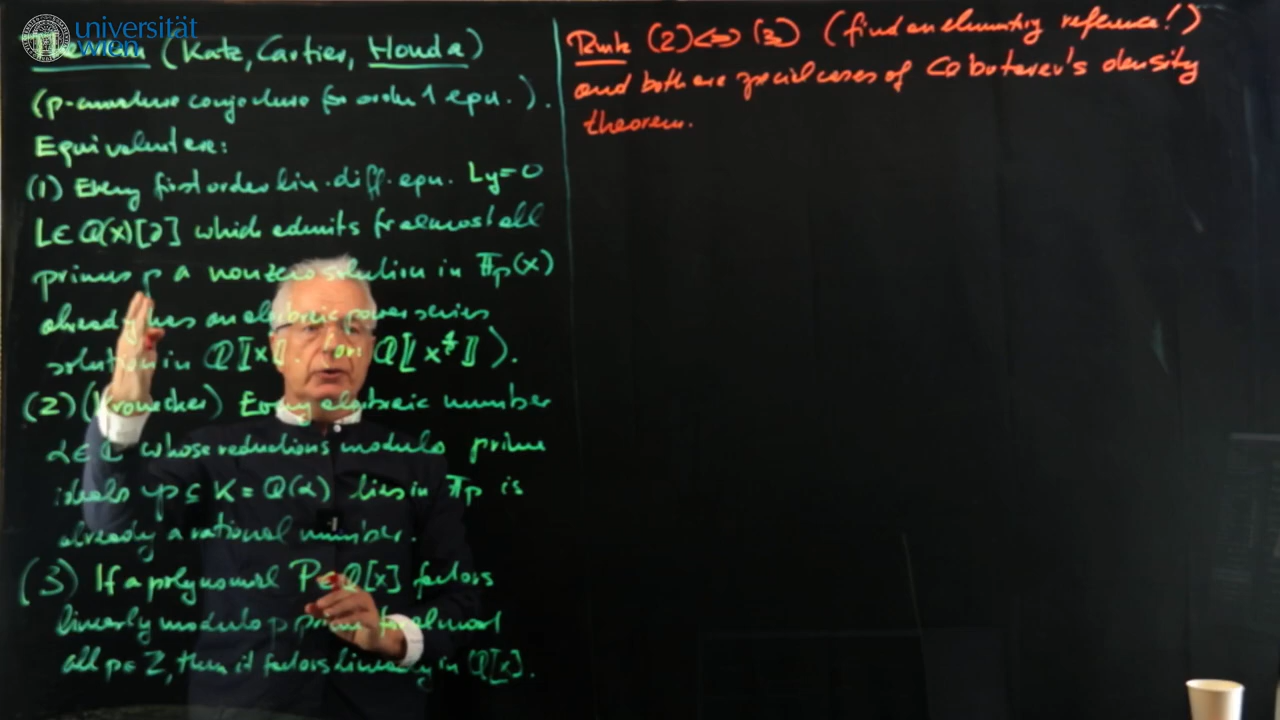 universität
wien
Theorem (Katz, Cartier, Honda)
(p-curvature conjecture for order 1 equ.).
Equivalent are:
(1) Every first order lin. diff. equ. Ly=0
L∈ Q(x)[∂] which admits for almost all
primes p a nonzero solution in Fp(x)
already has an algebraic power series
solution in Q[[x]].
(2) (Kronecker) Every algebraic number
α∈ C whose reductions modulo prime
ideals p ⊆ K = Q(α) lies in Fp is
already a rational number.
(3) If a polynomial P∈Q[x] factors
linearly modulo p prime for almost
all p∈ Z, then it factors linearly in Q[x].
Rmk (2)<=>(3) (find an elementary reference!)
and both are special cases of Cebotarev's density
theorem.